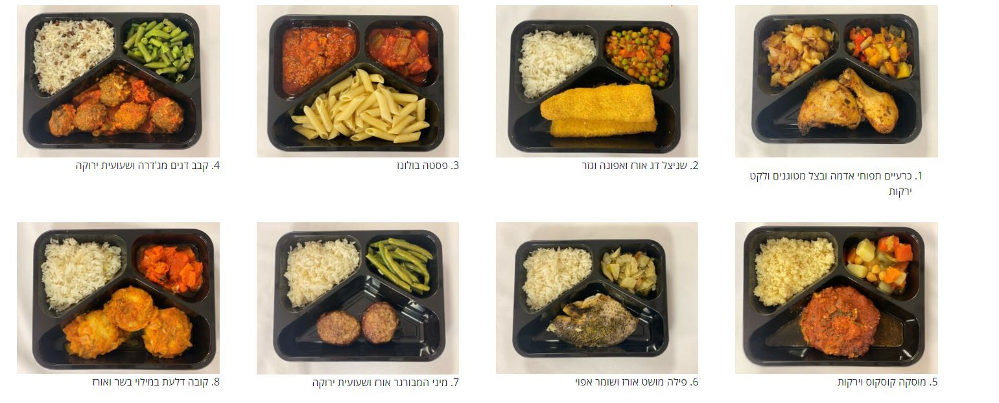 1. כרעיים תפוחי אדמה ובצל מטוגנים ולקט
ירקות
2. שניצל דג אורז ואפונה וגזר
3. פסטה בולונז
4. קבב דגים מג'דרה ושעועית ירוקה
5. מוסקה קוסקוס וירקות
6. פילה מושט אורז ושומר אפוי
7. מיני המבורגר אורז ושעועית ירוקה
8. קובה דלעת במילוי בשר ואורז